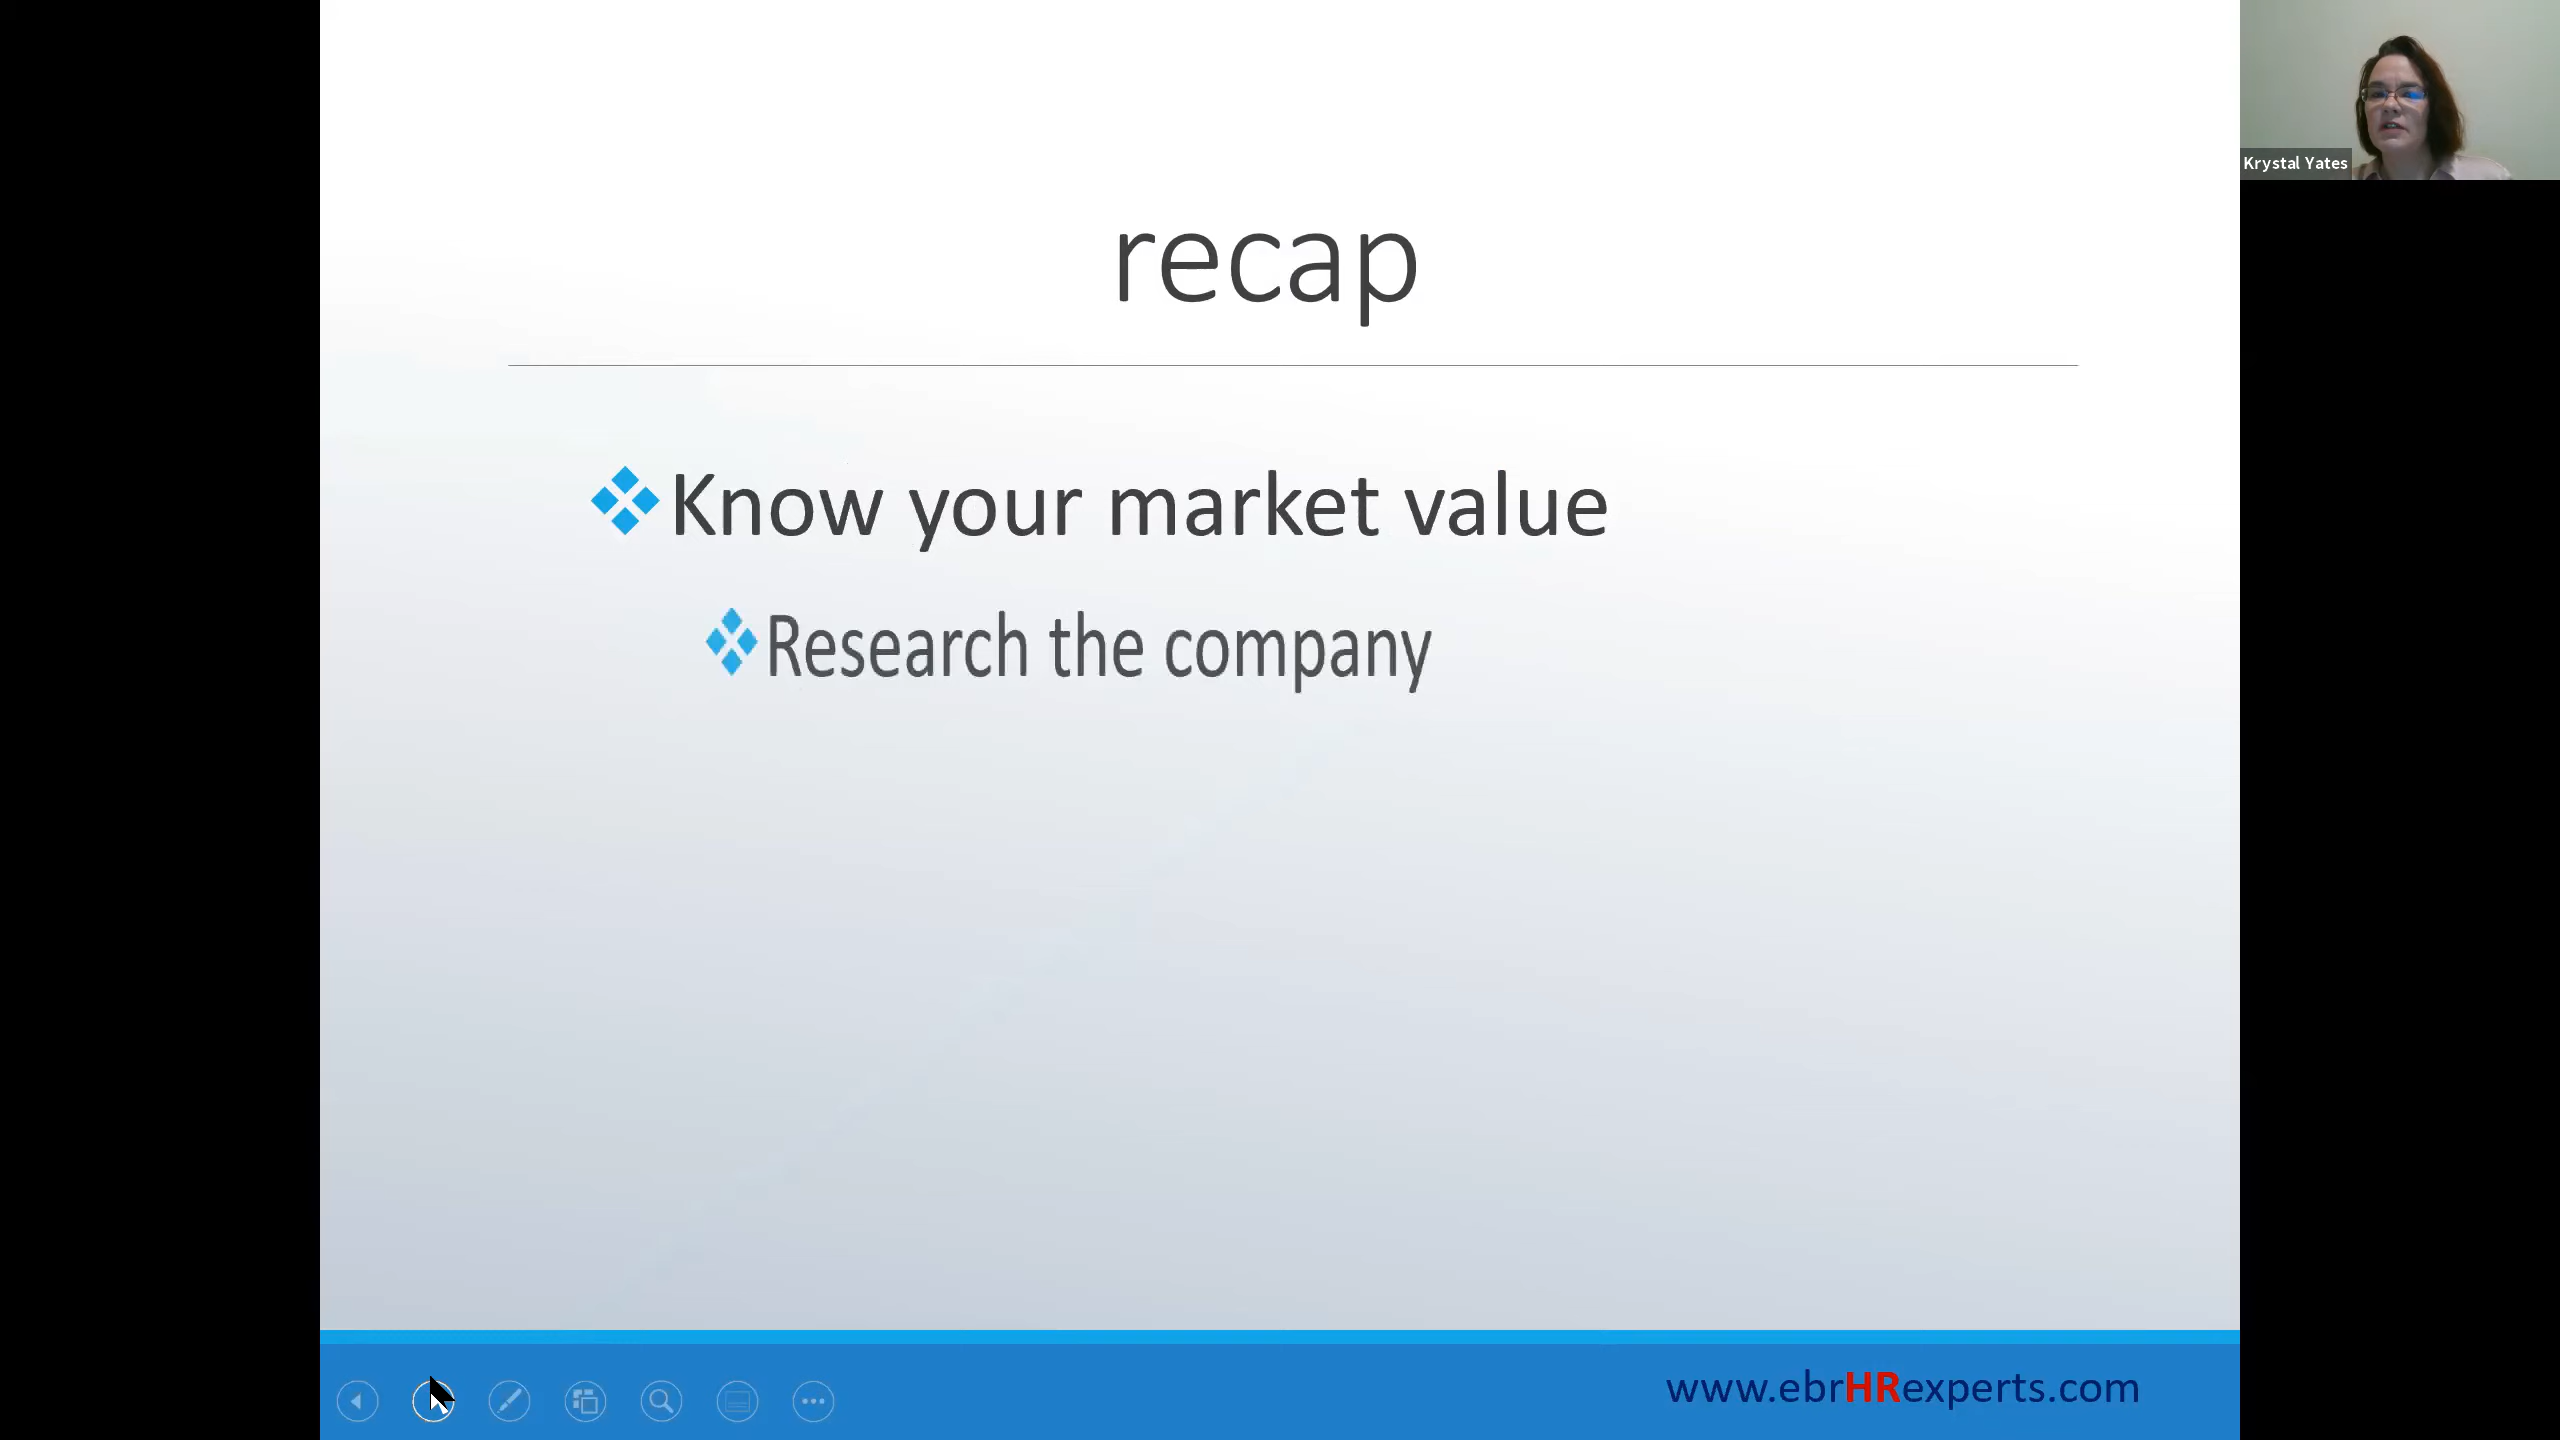 Krystal Yates
recap
Know your market value
Research the company
www.ebrHRexperts.com